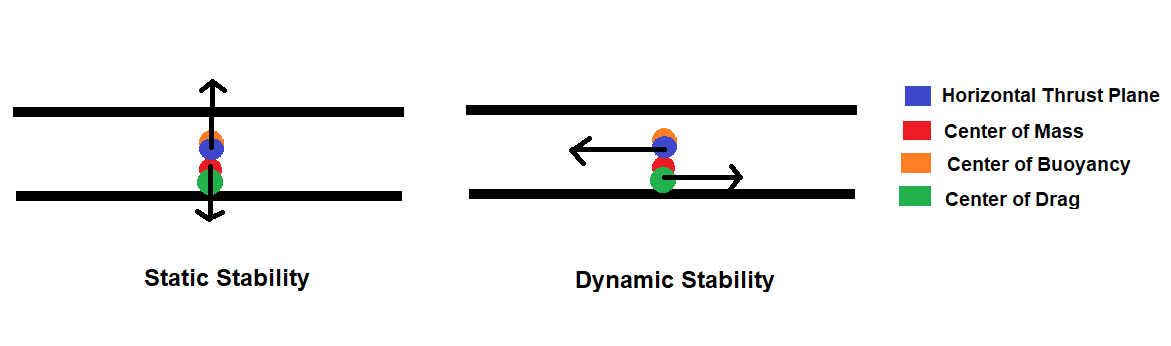 Horizontal Thrust Plane
Center of Mass
Center of Buoyancy
Center of Drag
Static Stability
Dynamic Stability